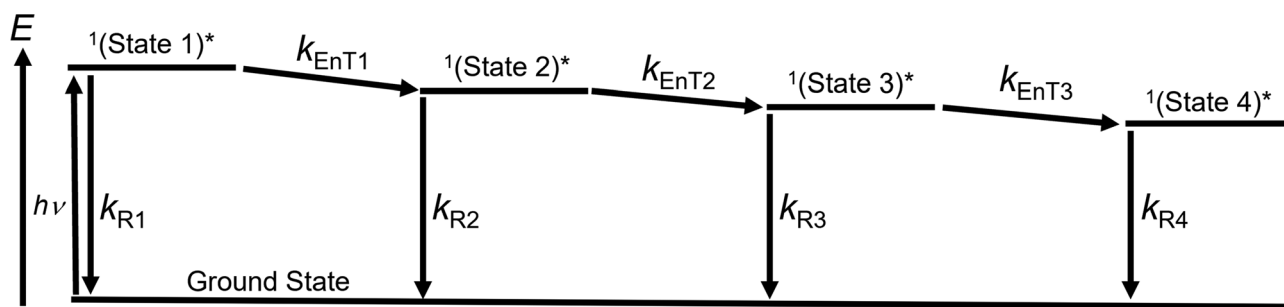 E
¹(State 1)*
k_EnT1
¹(State 2)*
k_EnT2
¹(State 3)*
k_EnT3
¹(State 4)*
hν
k_R1
k_R2
k_R3
k_R4
Ground State